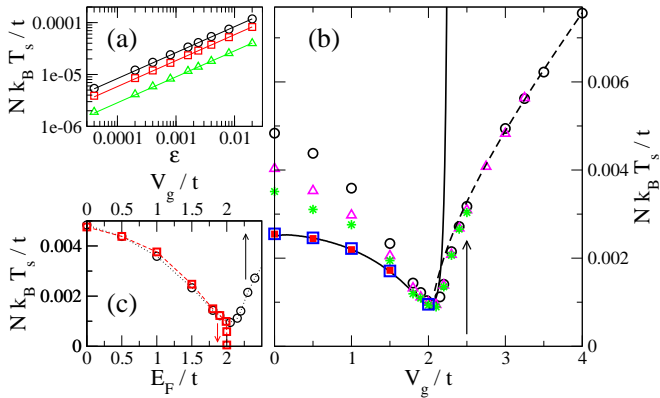 (a)
N k_B T_s / t
0.0001
1e-05
1e-06
0.0001
0.001
0.01
ε
V_g / t
0 0.5 1 1.5 2
(c)
N k_B T_s / t
0.004
0.002
0
0 0.5 1 1.5 2 2.5
E_F / t
(b)
0.006
0.004
0.002
0
N k_B T_s / t
0 1 2 3 4
V_g / t